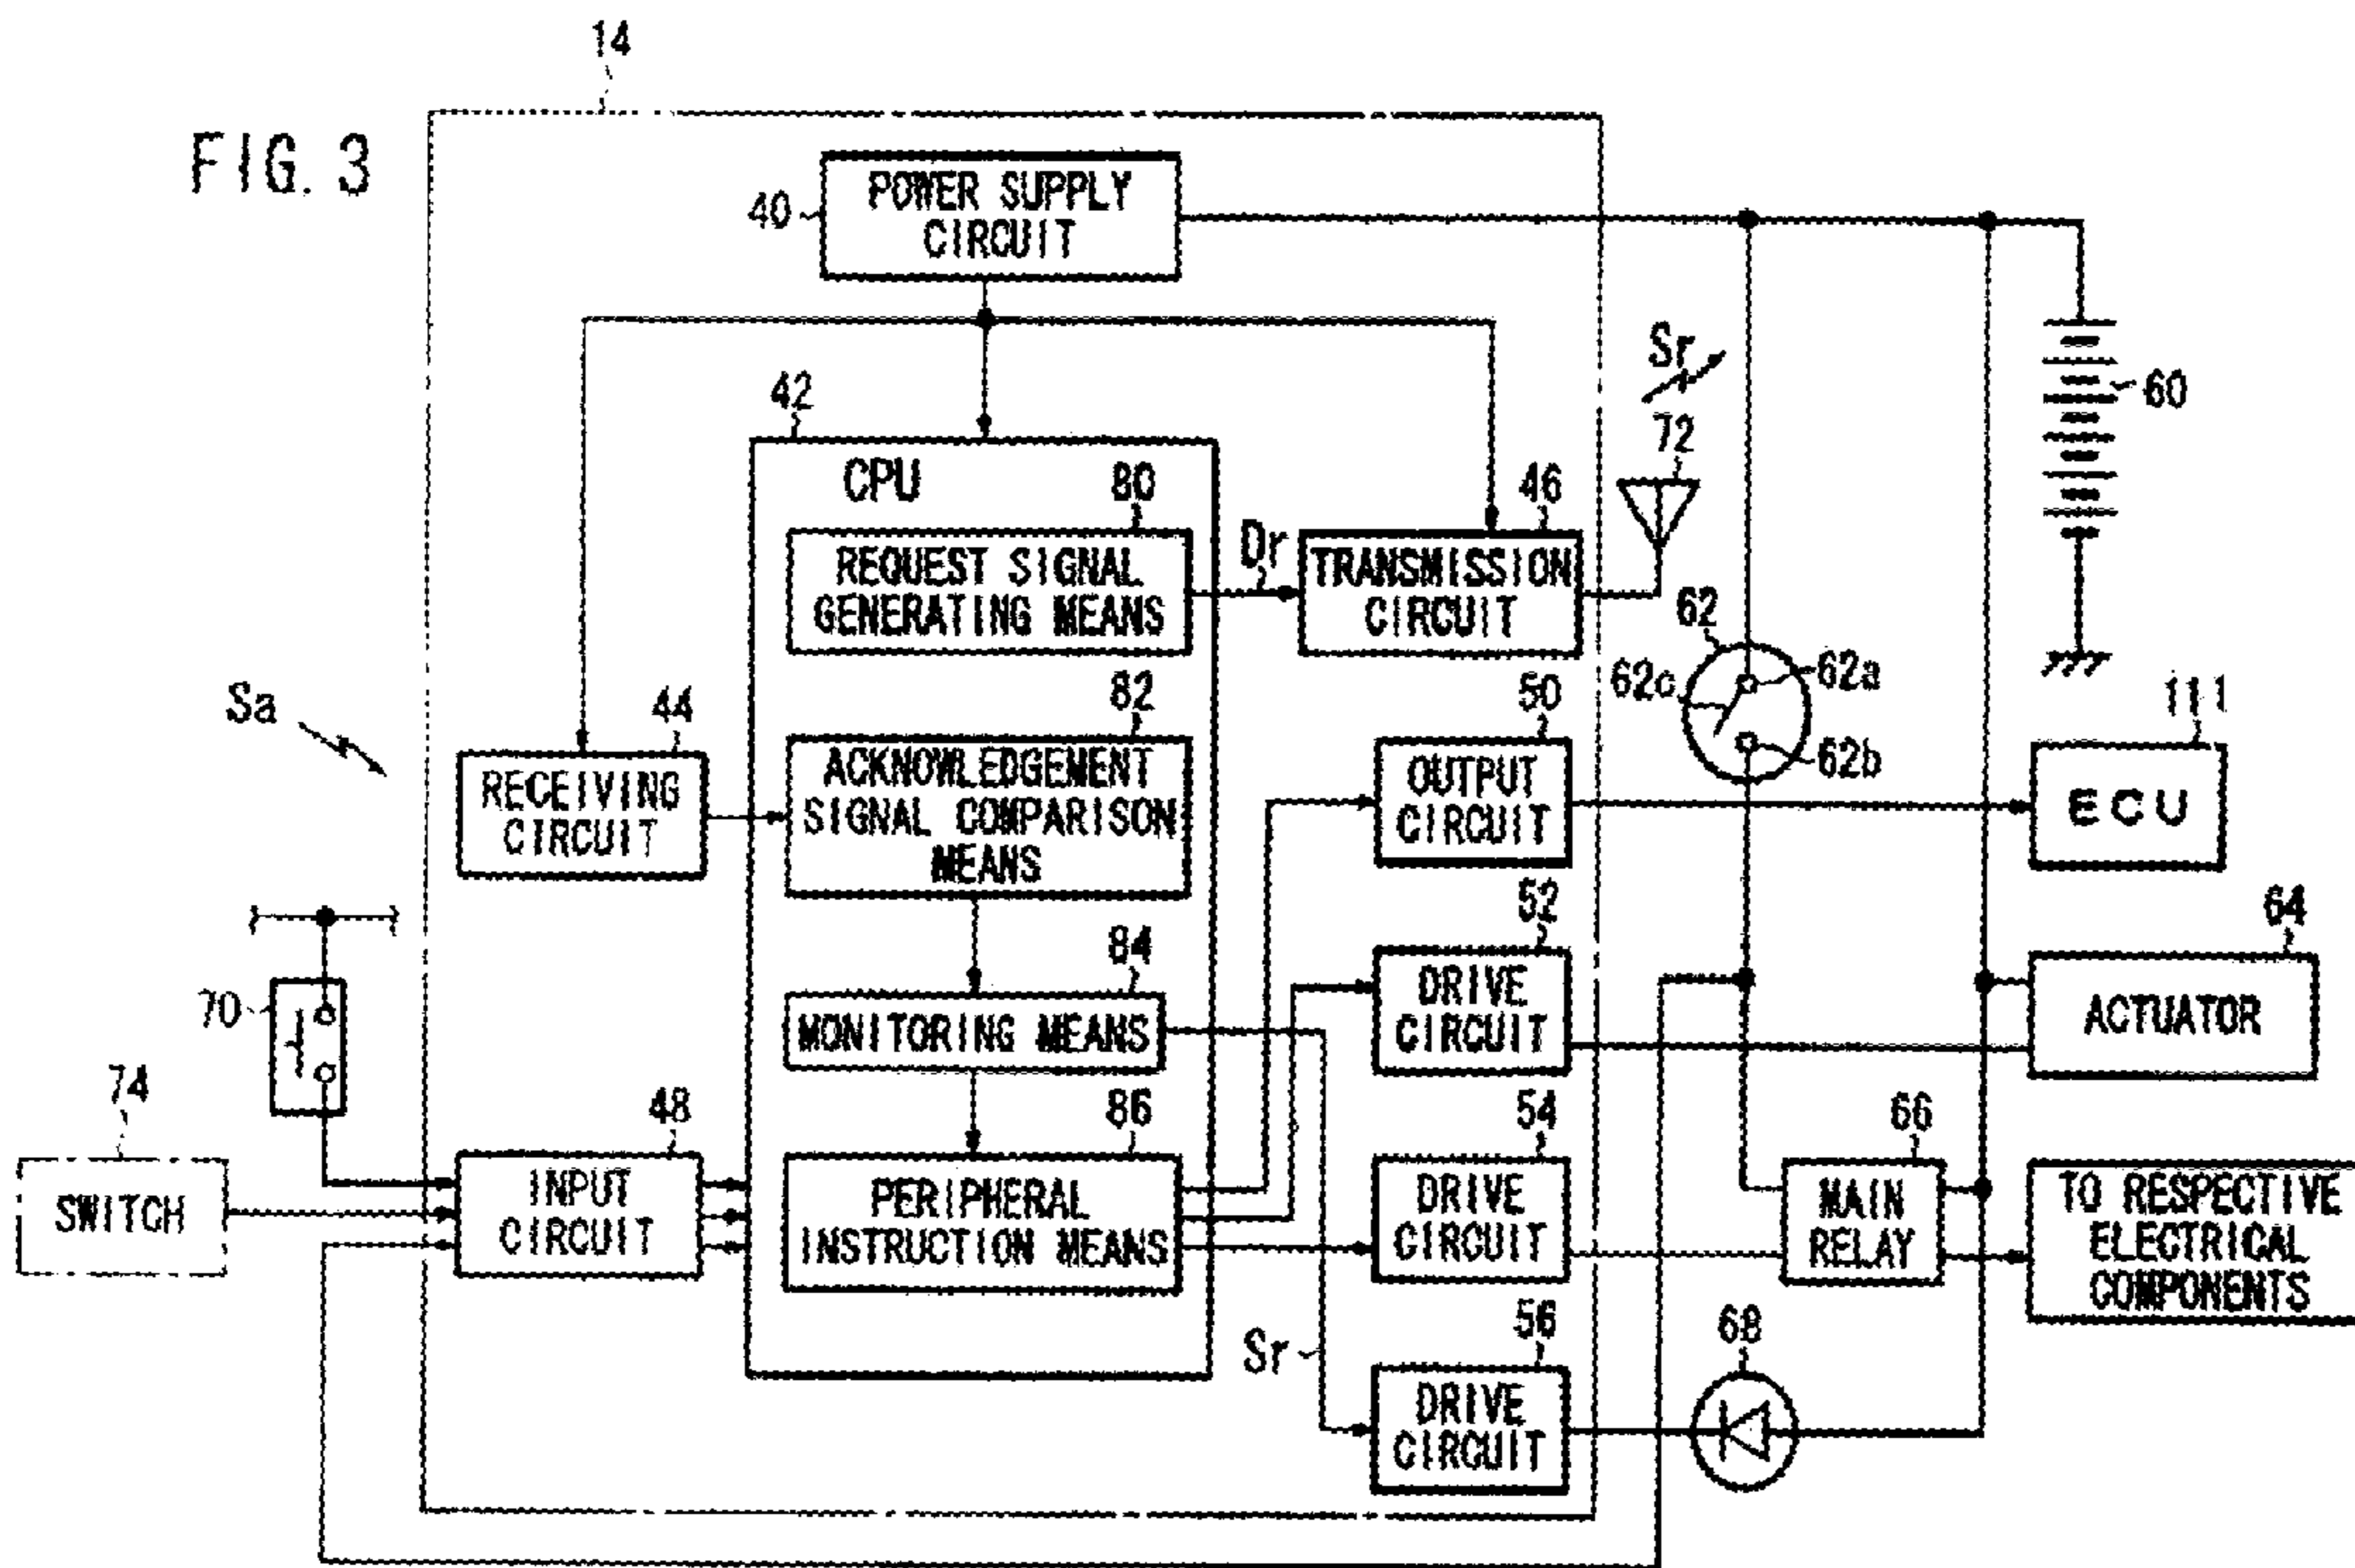 FIG. 3
14
40
POWER SUPPLY
CIRCUIT
Sr
60
42
CPU
80
REQUEST SIGNAL
GENERATING MEANS
Dr
46
TRANSMISSION
CIRCUIT
72
62
62c
62a
62b
Sa
44
RECEIVING
CIRCUIT
82
ACKNOWLEDGEMENT
SIGNAL COMPARISON
MEANS
50
OUTPUT
CIRCUIT
111
ECU
70
84
MONITORING MEANS
52
DRIVE
CIRCUIT
64
ACTUATOR
74
SWITCH
48
INPUT
CIRCUIT
86
PERIPHERAL
INSTRUCTION MEANS
54
DRIVE
CIRCUIT
66
MAIN
RELAY
TO RESPECTIVE
ELECTRICAL
COMPONENTS
Sr
56
DRIVE
CIRCUIT
68